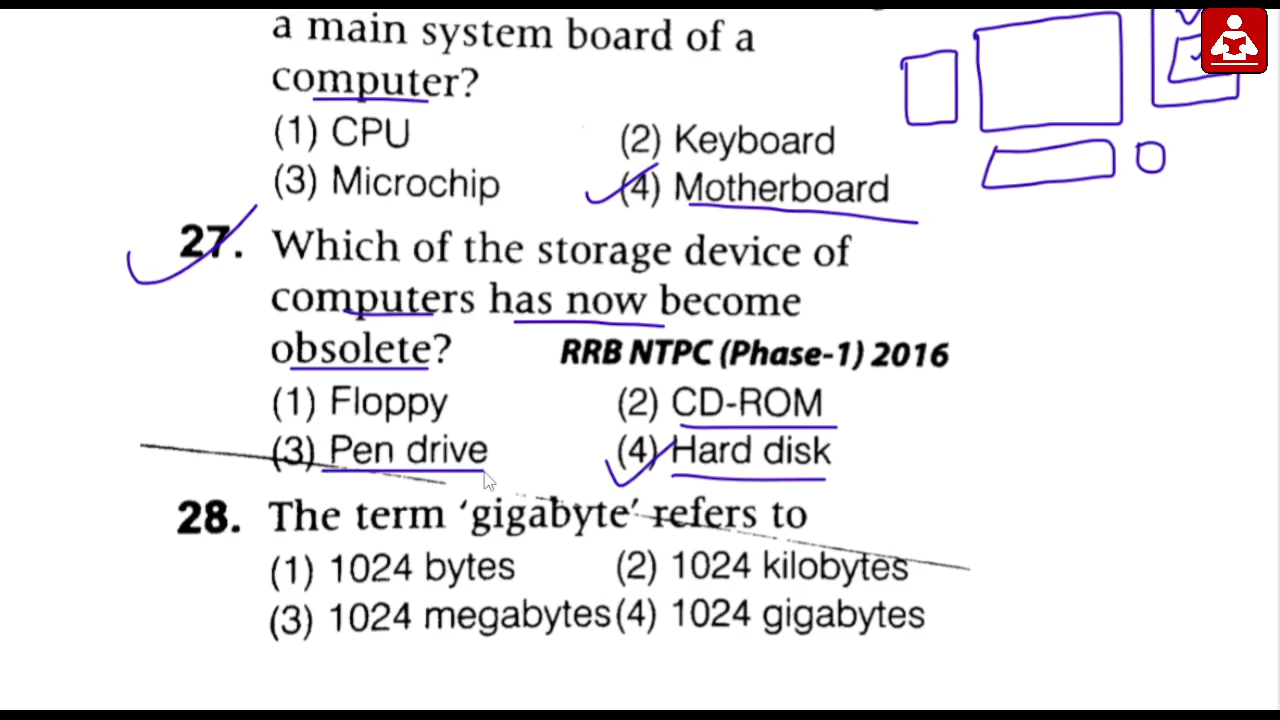 a main system board of a
computer?
(1) CPU (2) Keyboard
(3) Microchip (4) Motherboard
27. Which of the storage device of
computers has now become
obsolete? RRB NTPC (Phase-1) 2016
(1) Floppy (2) CD-ROM
(3) Pen drive (4) Hard disk
28. The term ‘gigabyte’ refers to
(1) 1024 bytes (2) 1024 kilobytes
(3) 1024 megabytes (4) 1024 gigabytes